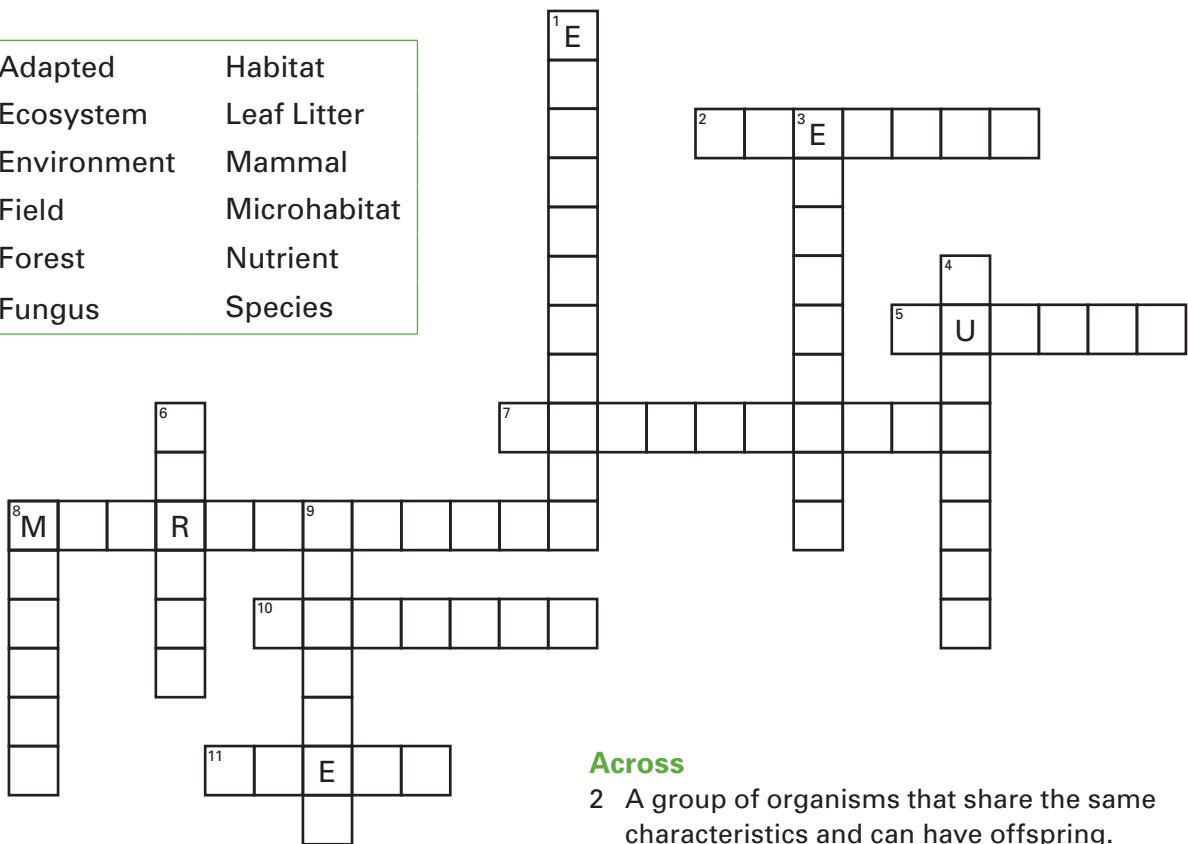 Adapted Habitat
Ecosystem Leaf Litter
Environment Mammal
Field Microhabitat
Forest Nutrient
Fungus Species
1 E
2 3 E
4
5 U
6
7
8 M R 9
10
11 E
Across
2 A group of organisms that share the same
characteristics and can have offspring.